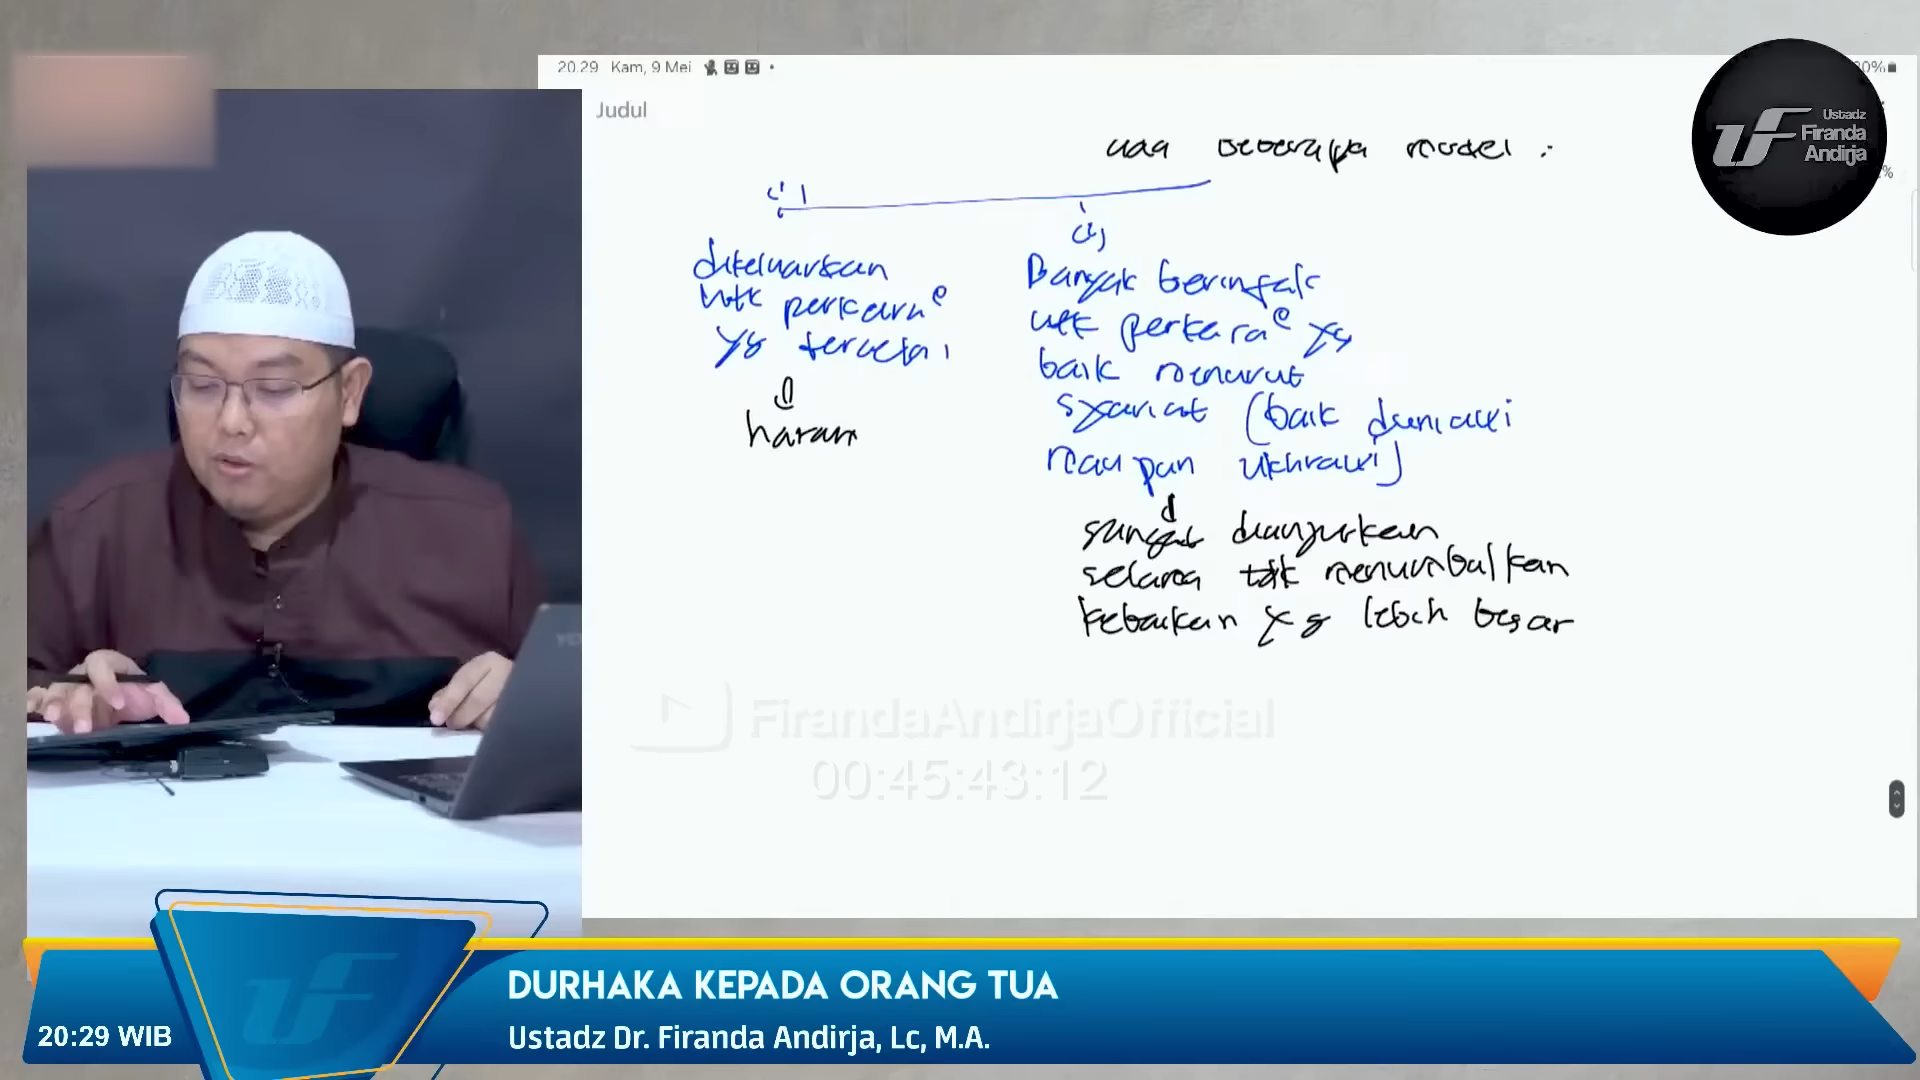 20.29 Kam, 9 Mei
Judul
ada beberapa model :
(1)
dikeluarkan
utk perkara²
yg tercela
haram
(2)
Banyak berinfak
utk perkara² yg
baik menurut
syariat (baik duniawi
maupun ukhrawi)
sangat dianjurkan
selama tdk menimbulkan
kebaikan yg lebih besar
Ustadz
Firanda
Andirja
FirandaAndirjaOfficial
00:45:43:12
DURHAKA KEPADA ORANG TUA
20:29 WIB
Ustadz Dr. Firanda Andirja, Lc, M.A.